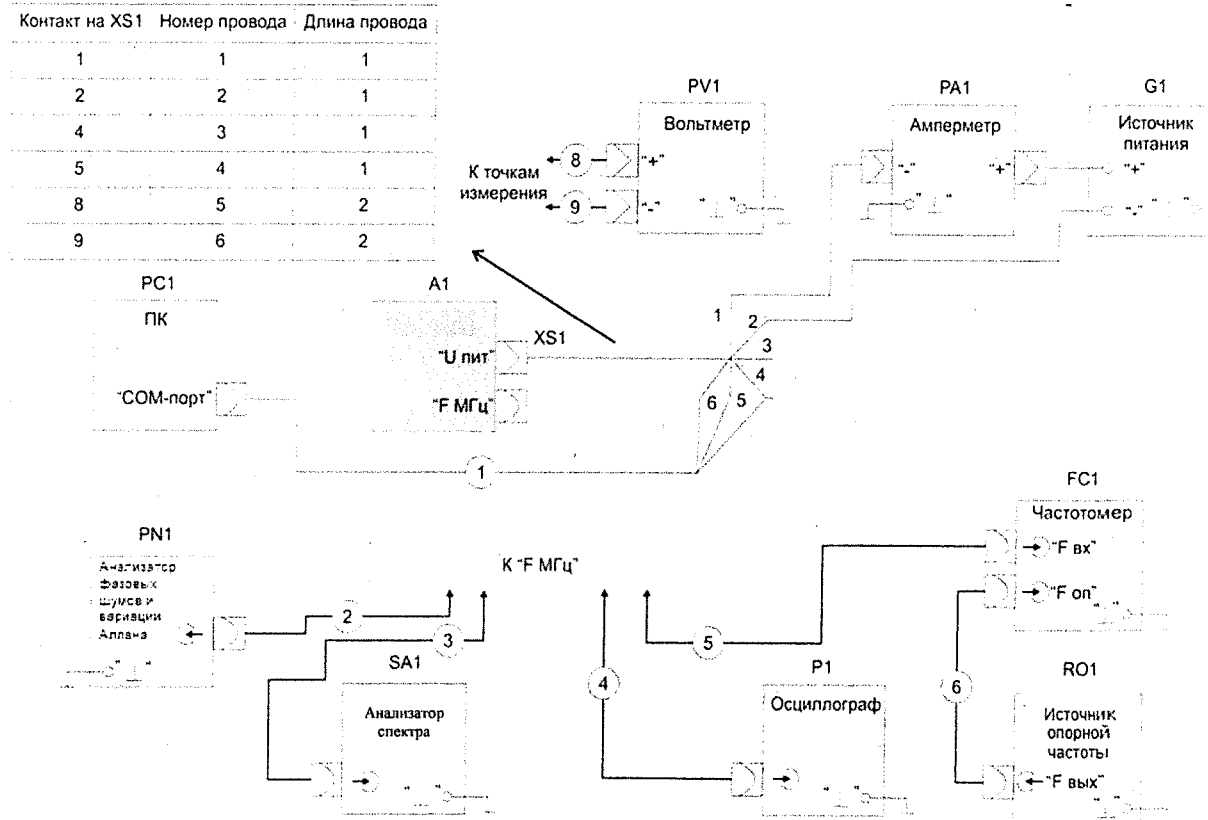 Контакт на XS1 Номер провода Длина провода
1 1 1
2 2 1
4 3 1
5 4 1
8 5 2
9 6 2
PV1
Вольтметр
"+"
"-"
"⊥"
8
9
К точкам
измерения
PA1
Амперметр
"-"
"+"
"⊥"
G1
Источник
питания
"+"
"-" "⊥"
PC1
ПК
"COM-порт"
A1
"U пит"
"F МГц"
XS1
1
2
3
4
5
6
1
PN1
Анализатор
фазовых
шумов и
вариации
Аллана
"⊥"
К "F МГц"
2
3
4
5
6
SA1
Анализатор
спектра
"⊥"
P1
Осциллограф
"⊥"
FC1
Частотомер
"F вх"
"F оп"
"⊥"
RO1
Источник
опорной
частоты
"F вых"
"⊥"